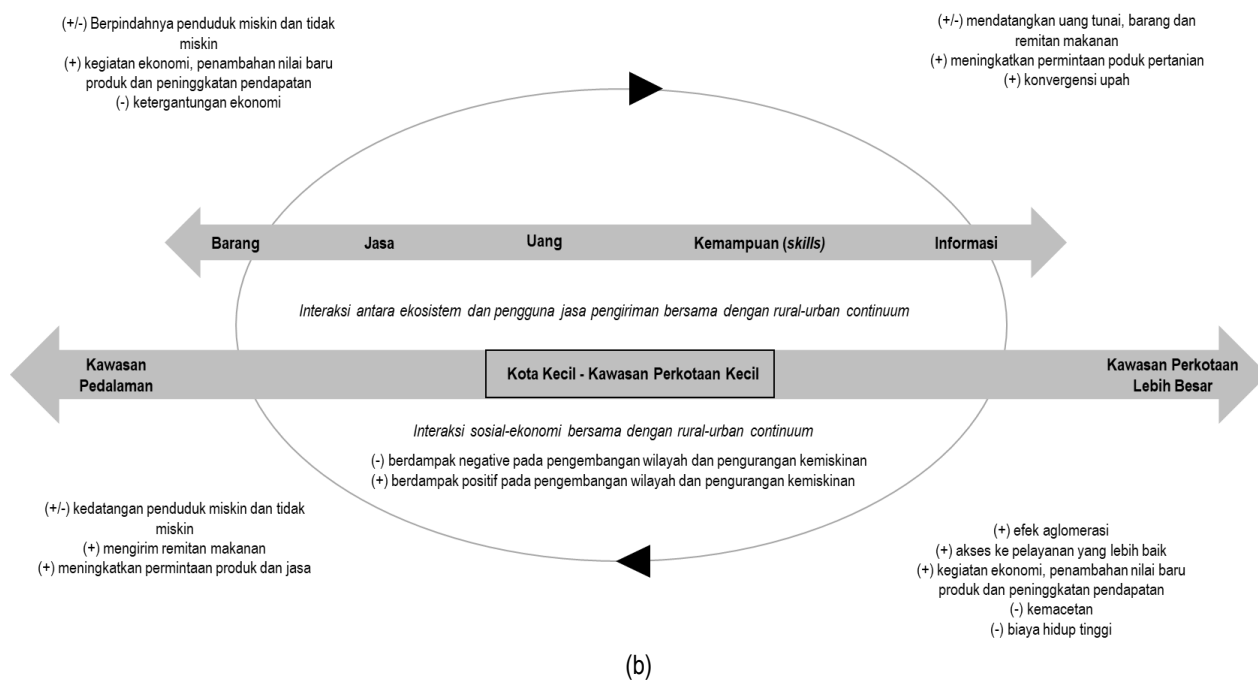 (+/-) Berpindahnya penduduk miskin dan tidak
miskin
(+) kegiatan ekonomi, penambahan nilai baru
produk dan peninggkatan pendapatan
(-) ketergantungan ekonomi
(+/-) mendatangkan uang tunai, barang dan
remitan makanan
(+) meningkatkan permintaan poduk pertanian
(+) konvergensi upah
Barang Jasa Uang Kemampuan (skills) Informasi
Interaksi antara ekosistem dan pengguna jasa pengiriman bersama dengan rural-urban continuum
Kawasan
Pedalaman
Kota Kecil - Kawasan Perkotaan Kecil
Kawasan Perkotaan
Lebih Besar
Interaksi sosial-ekonomi bersama dengan rural-urban continuum
(-) berdampak negative pada pengembangan wilayah dan pengurangan kemiskinan
(+) berdampak positif pada pengembangan wilayah dan pengurangan kemiskinan
(+/-) kedatangan penduduk miskin dan tidak
miskin
(+) mengirim remitan makanan
(+) meningkatkan permintaan produk dan jasa
(+) efek aglomerasi
(+) akses ke pelayanan yang lebih baik
(+) kegiatan ekonomi, penambahan nilai baru
produk dan peninggkatan pendapatan
(-) kemacetan
(-) biaya hidup tinggi
(b)